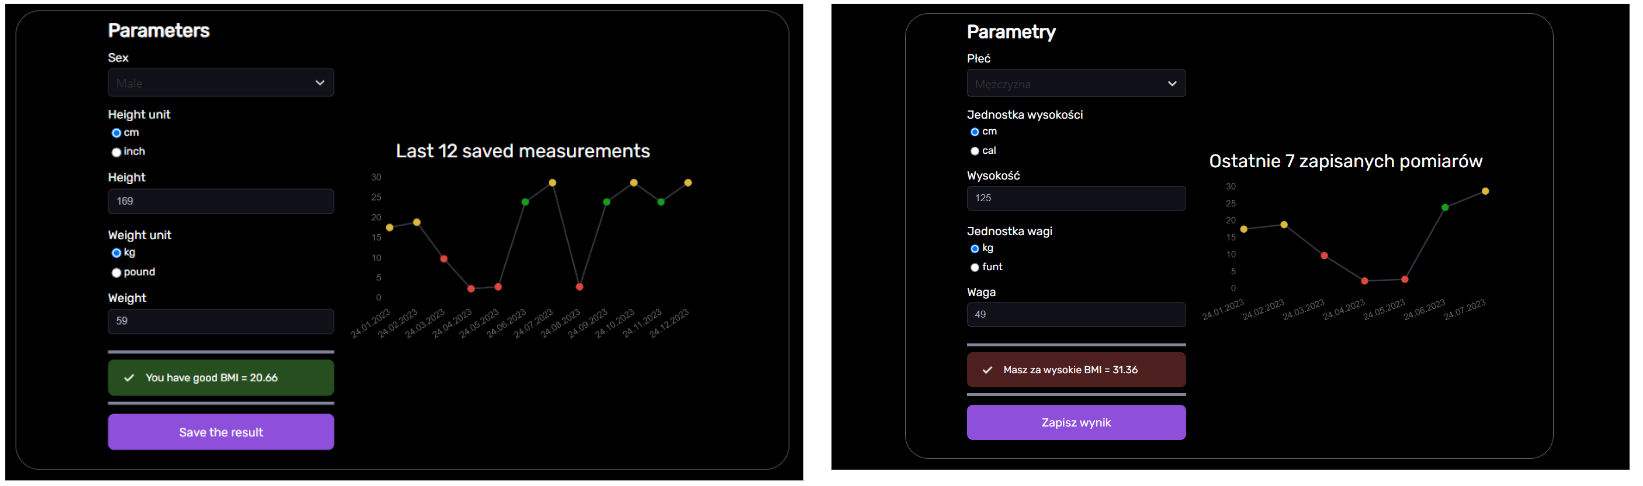 Parameters
Sex
Male
Height unit
cm
inch
Height
169
Weight unit
kg
pound
Weight
59
You have good BMI = 20.66
Save the result
Last 12 saved measurements
30
25
20
15
10
5
0
24.01.2023
24.02.2023
24.03.2023
24.04.2023
24.05.2023
24.06.2023
24.07.2023
24.08.2023
24.09.2023
24.10.2023
24.11.2023
24.12.2023
Parametry
Płeć
Mężczyzna
Jednostka wysokości
cm
cal
Wysokość
125
Jednostka wagi
kg
funt
Waga
49
Masz za wysokie BMI = 31.36
Zapisz wynik
Ostatnie 7 zapisanych pomiarów
30
25
20
15
10
5
0
24.01.2023
24.02.2023
24.03.2023
24.04.2023
24.05.2023
24.06.2023
24.07.2023